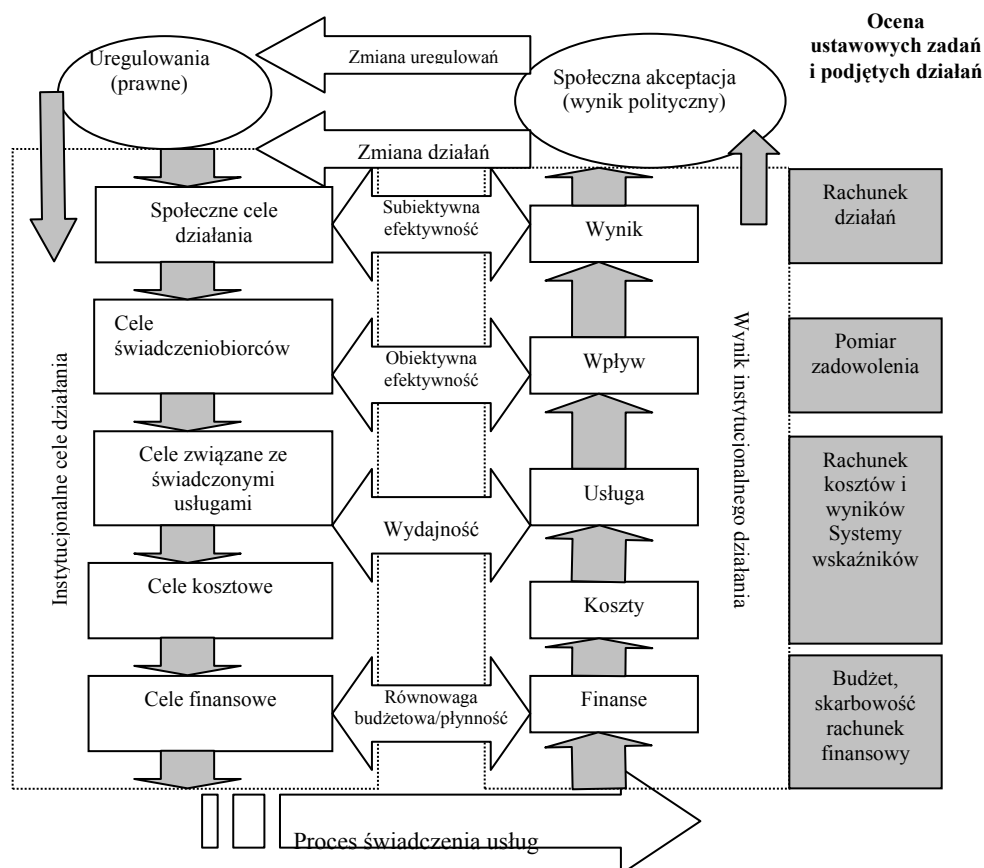 Ocena
ustawowych zadań
i podjętych działań
Uregulowania
(prawne)
Zmiana uregulowań
Społeczna akceptacja
(wynik polityczny)
Zmiana działań
Społeczne cele
działania
Subiektywna
efektywność
Wynik
Rachunek
działań
Cele
świadczeniobiorców
Obiektywna
efektywność
Wpływ
Pomiar
zadowolenia
Instytucjonalne cele działania
Wynik instytucjonalnego działania
Cele związane ze
świadczonymi
usługami
Wydajność
Usługa
Rachunek
kosztów i
wyników
Systemy
wskaźników
Cele kosztowe
Koszty
Cele finansowe
Równowaga
budżetowa/płynność
Finanse
Budżet,
skarbowość
rachunek
finansowy
Proces świadczenia usług